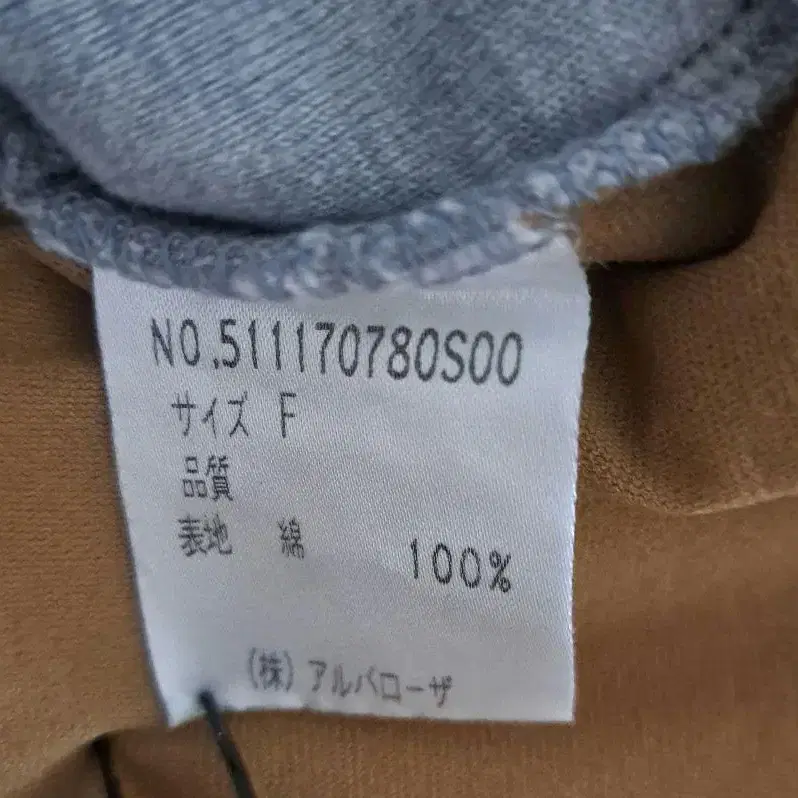 NO.511170780S00
サイズ F
品質
表地 綿 100%
(株)アルバローザ